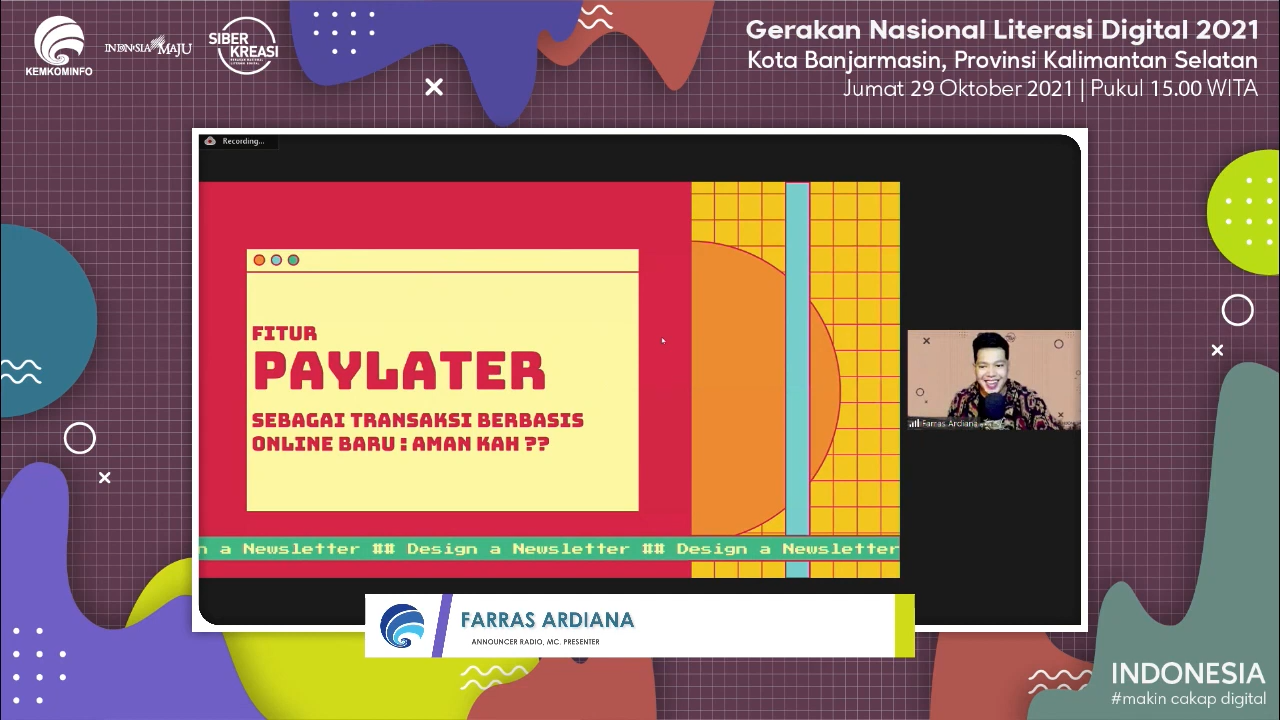 KEMKOMINFO
INDONESIA MAJU
SIBER KREASI
Gerakan Nasional Literasi Digital 2021
Kota Banjarmasin, Provinsi Kalimantan Selatan
Jumat 29 Oktober 2021 | Pukul 15.00 WITA
Recording...
FITUR
PAYLATER
SEBAGAI TRANSAKSI BERBASIS
ONLINE BARU : AMAN KAH ??
n a Newsletter ## Design a Newsletter ## Design a Newsletter
Farras Ardiana
FARRAS ARDIANA
ANNOUNCER RADIO, MC, PRESENTER
INDONESIA
#makin cakap digital